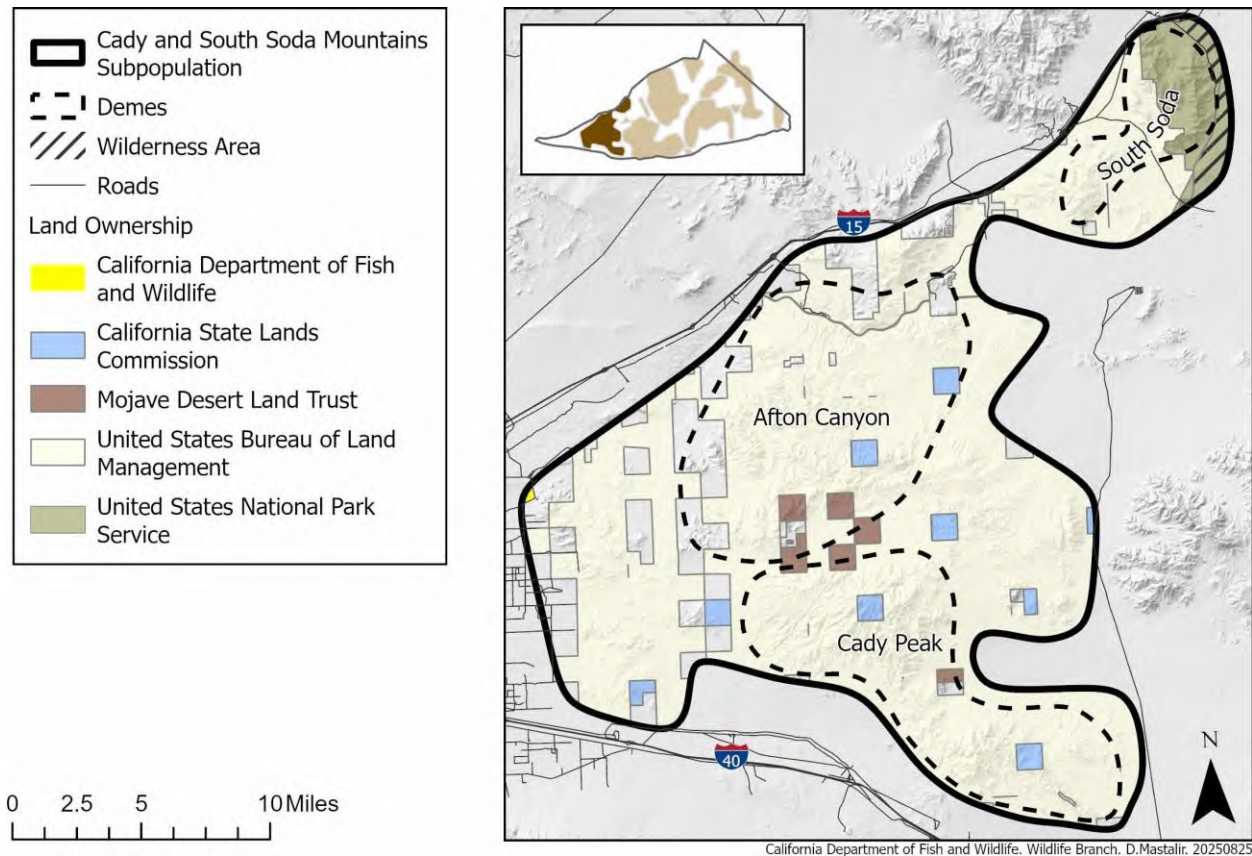 Cady and South Soda Mountains
Subpopulation
Demes
Wilderness Area
Roads
Land Ownership
California Department of Fish
and Wildlife
California State Lands
Commission
Mojave Desert Land Trust
United States Bureau of Land
Management
United States National Park
Service
0 2.5 5 10 Miles
South Soda
15
Afton Canyon
Cady Peak
40
N
California Department of Fish and Wildlife. Wildlife Branch. D.Mastalir. 20250825